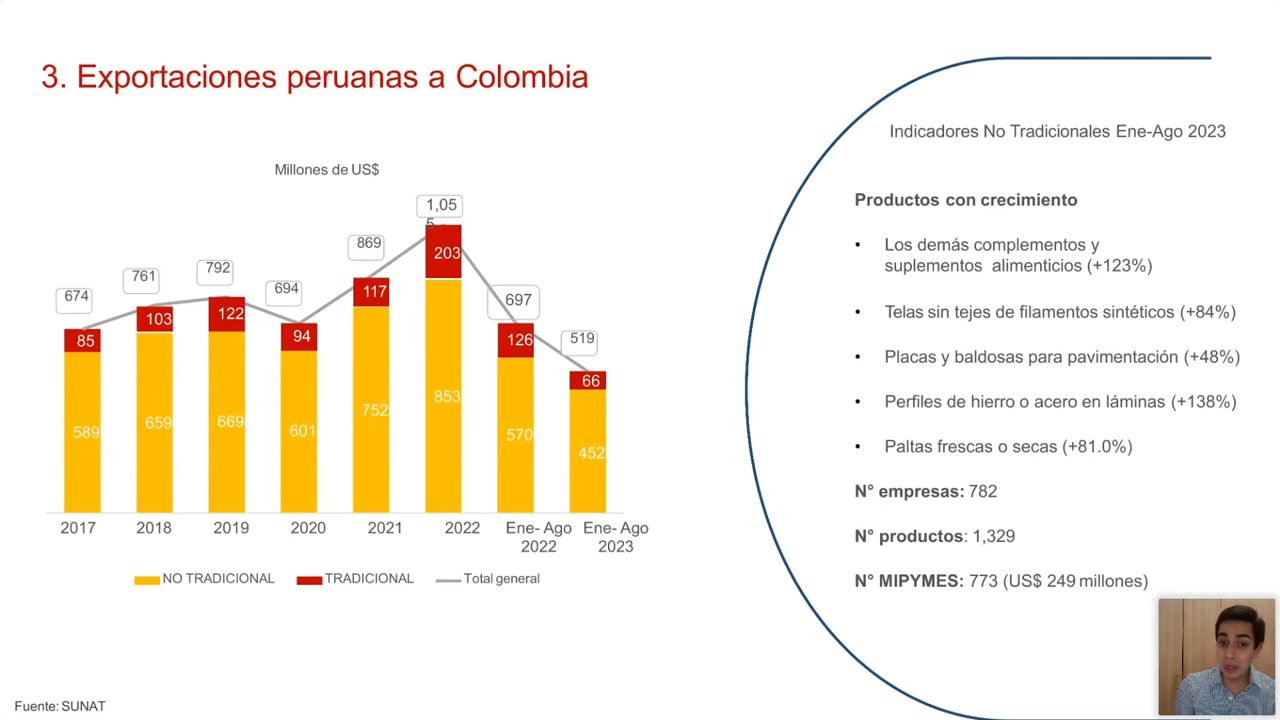 3. Exportaciones peruanas a Colombia
Millones de US$
674
761
792
694
869
1,05
5
697
519
85
103
122
94
117
203
126
66
589
659
669
601
752
853
570
452
2017
2018
2019
2020
2021
2022
Ene- Ago
2022
Ene- Ago
2023
NO TRADICIONAL
TRADICIONAL
Total general
Fuente: SUNAT
Indicadores No Tradicionales Ene-Ago 2023
Productos con crecimiento
• Los demás complementos y
suplementos alimenticios (+123%)
• Telas sin tejes de filamentos sintéticos (+84%)
• Placas y baldosas para pavimentación (+48%)
• Perfiles de hierro o acero en láminas (+138%)
• Paltas frescas o secas (+81.0%)
N° empresas: 782
N° productos: 1,329
N° MIPYMES: 773 (US$ 249 millones)